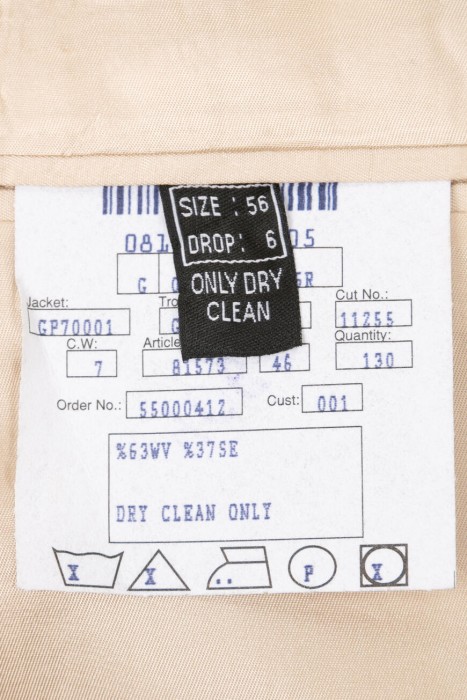 SIZE : 56
DROP: 6
ONLY DRY
CLEAN
G
Jacket:
Cut No.:
GP70001
11255
C.W:
Article
Quantity:
7
81573
46
130
Order No.:
55000412
Cust:
001
%63WV %37SE
DRY CLEAN ONLY
X
X
..
P
X